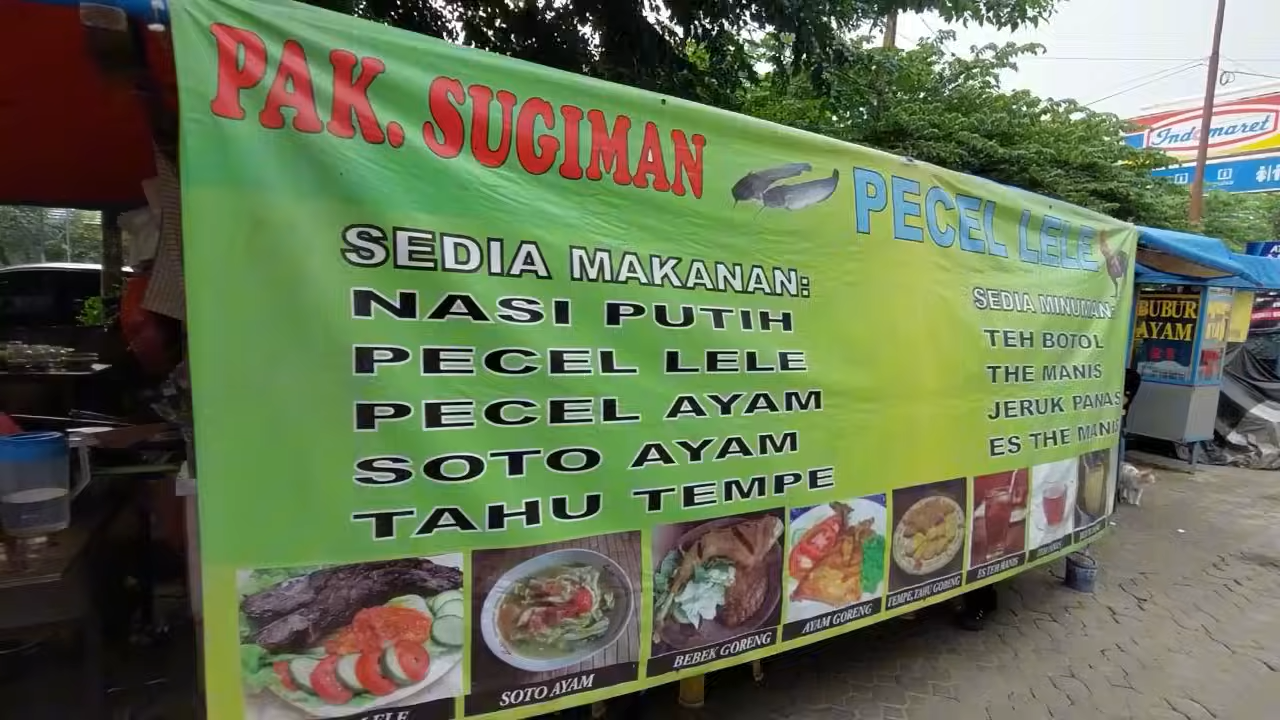 PAK. SUGIMAN
PECEL LELE
SEDIA MAKANAN:
NASI PUTIH
PECEL LELE
PECEL AYAM
SOTO AYAM
TAHU TEMPE
SEDIA MINUMAN
TEH BOTOL
THE MANIS
JERUK PANAS
ES THE MANIS
LELE
SOTO AYAM
BEBEK GORENG
AYAM GORENG
TEMPE, TAHU GORENG
ES TEH MANIS
Indomaret
BUBUR
AYAM